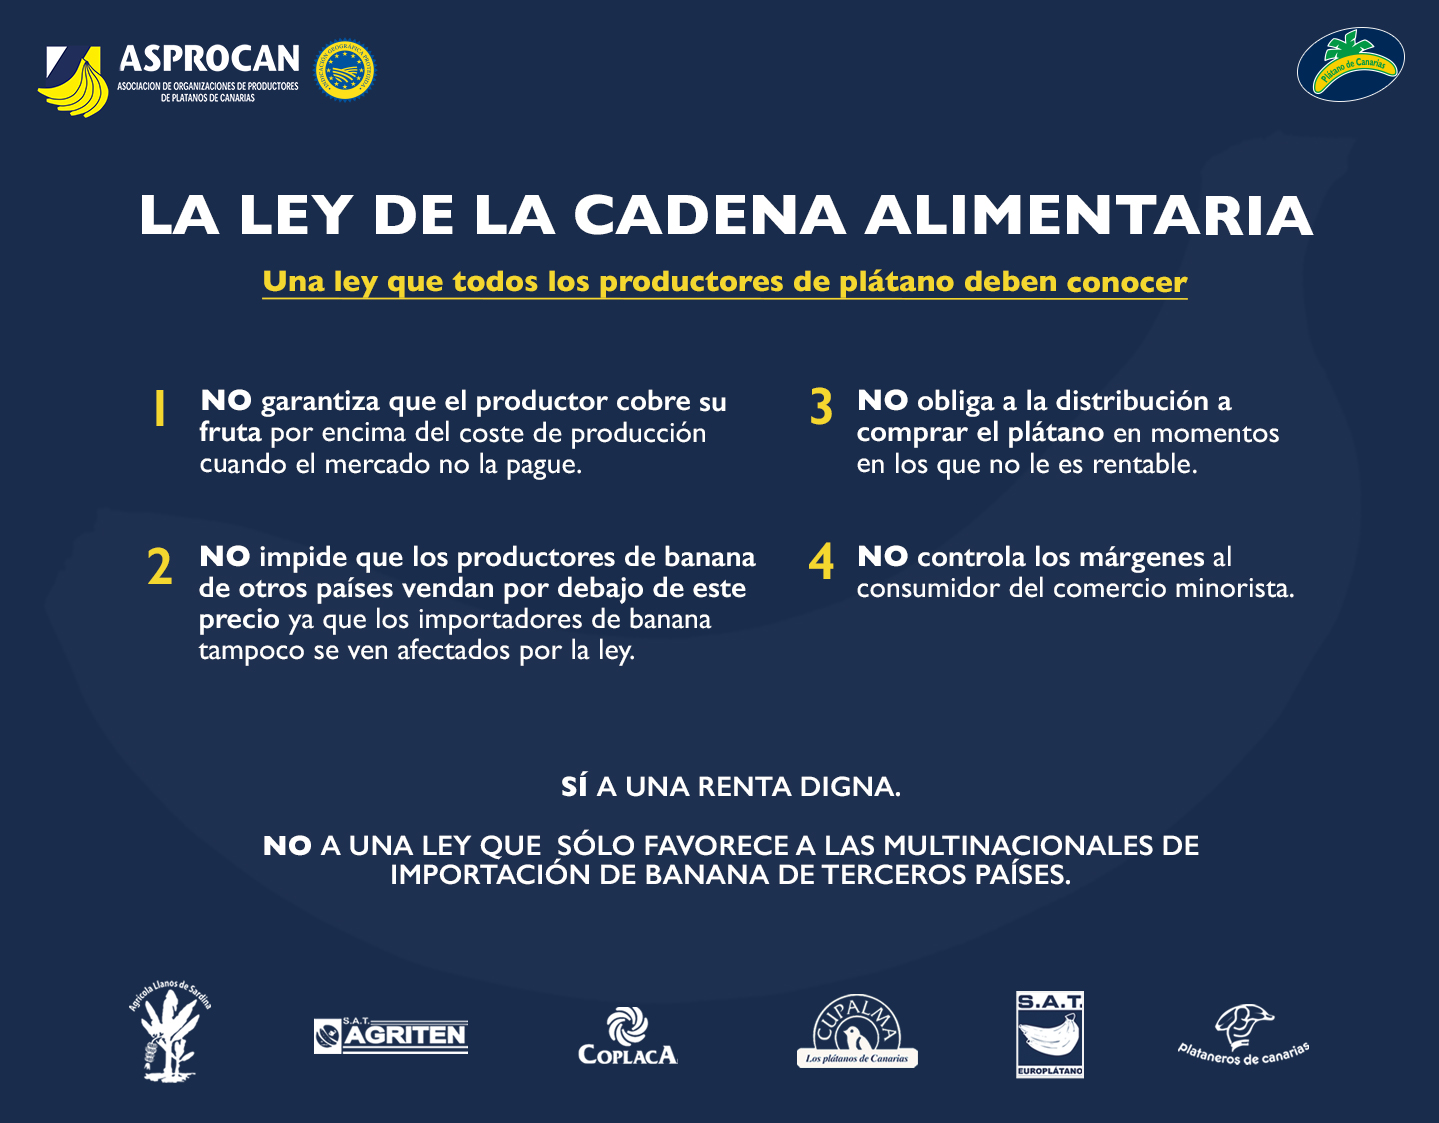 ASPROCAN
ASOCIACION DE ORGANIZACIONES DE PRODUCTORES
DE PLATANOS DE CANARIAS
INDICACIÓN GEOGRÁFICA PROTEGIDA
Plátano de Canarias
LA LEY DE LA CADENA ALIMENTARIA
Una ley que todos los productores de plátano deben conocer
1
NO garantiza que el productor cobre su
fruta por encima del coste de producción
cuando el mercado no la pague.
2
NO impide que los productores de banana
de otros países vendan por debajo de este
precio ya que los importadores de banana
tampoco se ven afectados por la ley.
3
NO obliga a la distribución a
comprar el plátano en momentos
en los que no le es rentable.
4
NO controla los márgenes al
consumidor del comercio minorista.
SÍ A UNA RENTA DIGNA.
NO A UNA LEY QUE SÓLO FAVORECE A LAS MULTINACIONALES DE
IMPORTACIÓN DE BANANA DE TERCEROS PAÍSES.
Agrícola Llanos de Sardina
S.A.T.
AGRITEN
COPLACA
CUPALMA
Los plátanos de Canarias
S.A.T.
EUROPLÁTANO
plataneros de canarias